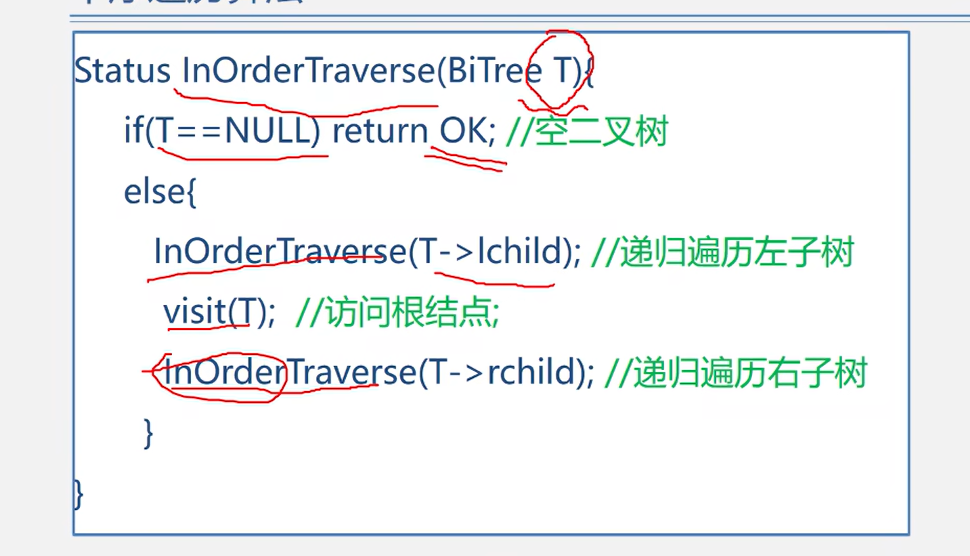 Status InOrderTraverse(BiTree T){
if(T==NULL) return OK; //空二叉树
else{
InOrderTraverse(T->lchild); //递归遍历左子树
visit(T); //访问根结点;
InOrderTraverse(T->rchild); //递归遍历右子树
}
}